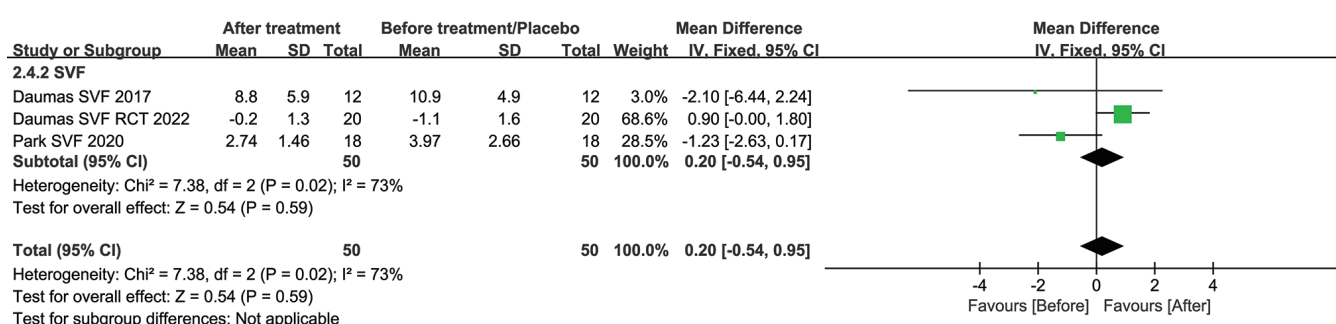 After treatment Before treatment/Placebo Mean Difference Mean Difference
Study or Subgroup Mean SD Total Mean SD Total Weight IV, Fixed, 95% CI IV, Fixed, 95% CI
2.4.2 SVF
Daumas SVF 2017 8.8 5.9 12 10.9 4.9 12 3.0% -2.10 [-6.44, 2.24]
Daumas SVF RCT 2022 -0.2 1.3 20 -1.1 1.6 20 68.6% 0.90 [-0.00, 1.80]
Park SVF 2020 2.74 1.46 18 3.97 2.66 18 28.5% -1.23 [-2.63, 0.17]
Subtotal (95% CI) 50 50 100.0% 0.20 [-0.54, 0.95]
Heterogeneity: Chi² = 7.38, df = 2 (P = 0.02); I² = 73%
Test for overall effect: Z = 0.54 (P = 0.59)
Total (95% CI) 50 50 100.0% 0.20 [-0.54, 0.95]
Heterogeneity: Chi² = 7.38, df = 2 (P = 0.02); I² = 73%
Test for overall effect: Z = 0.54 (P = 0.59)
Test for subgroup differences: Not applicable
-4 -2 0 2 4
Favours [Before] Favours [After]